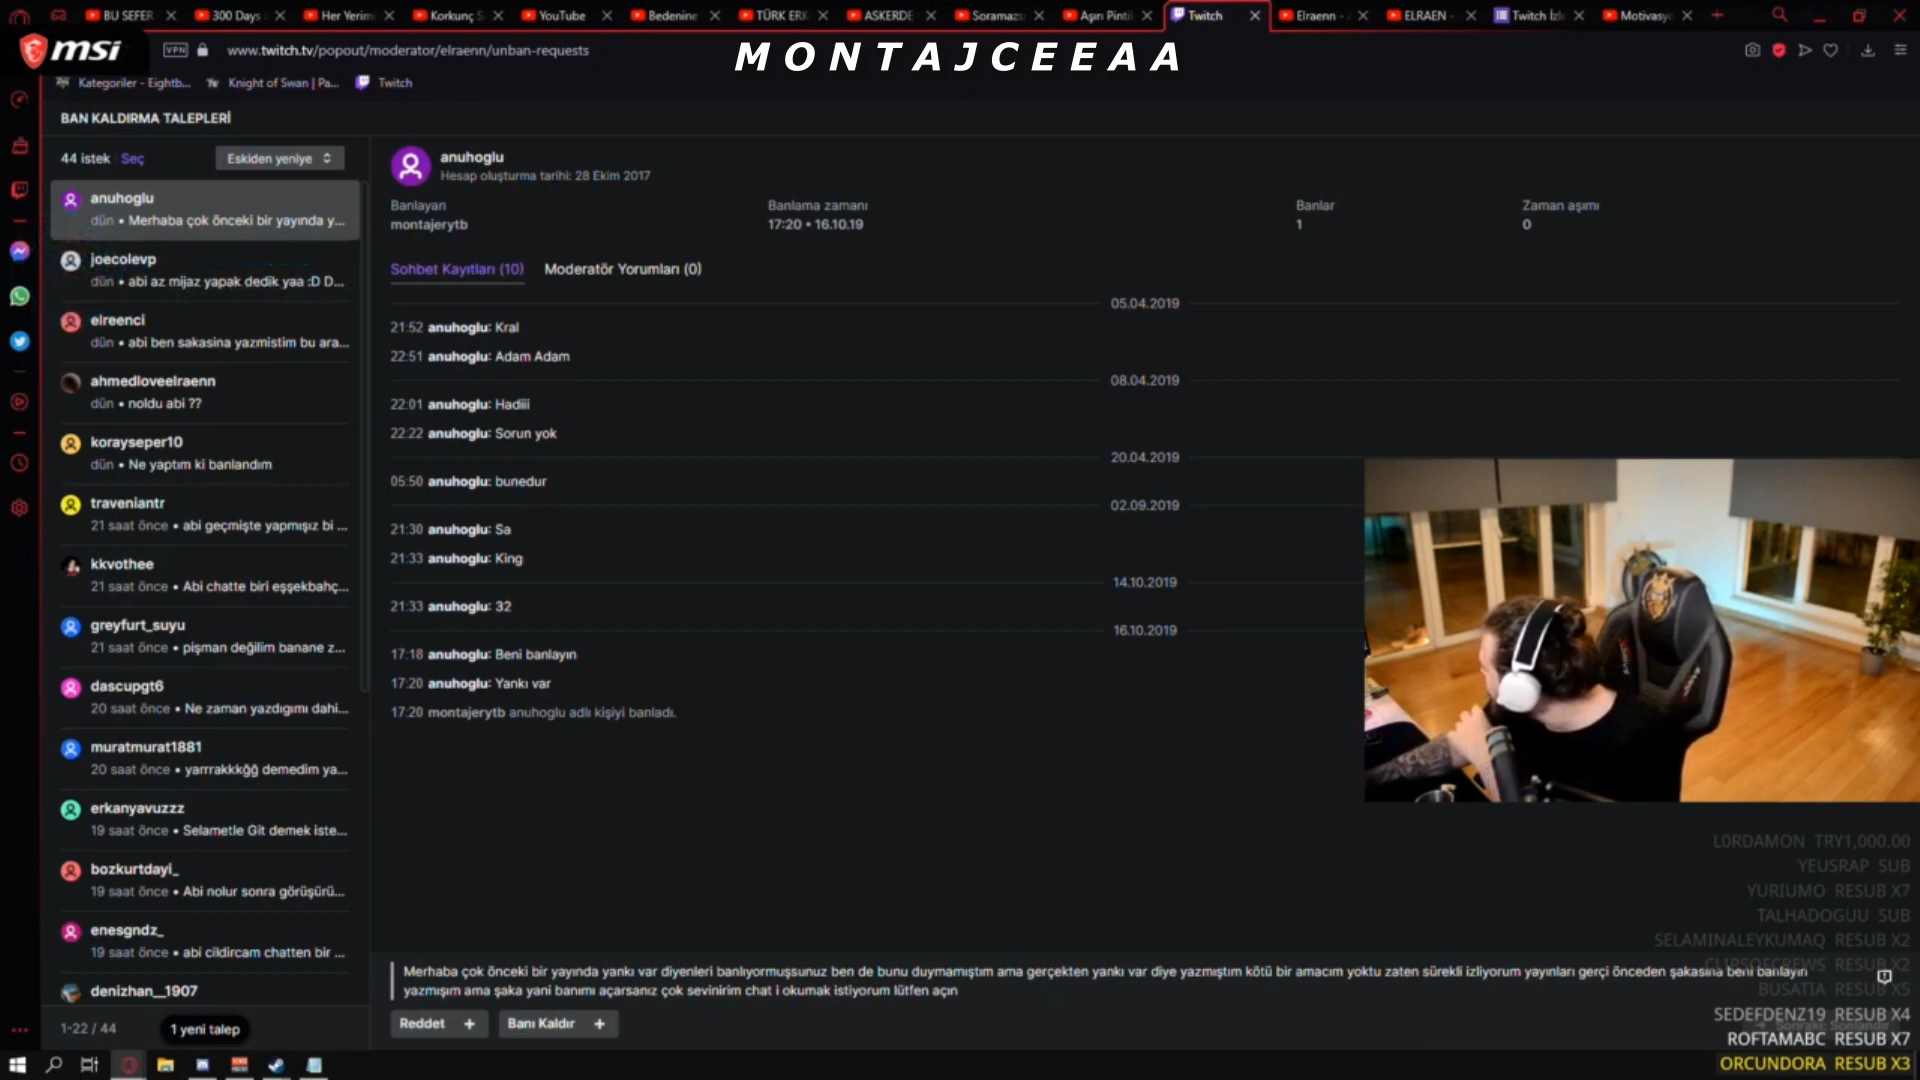 BU SEFER
300 Days
Her Yerim
Korkunç S
YouTube
Bedenine
TÜRK ERK
ASKERDE
Soramazsı
Aşırı Pinti
Twitch
Elraenn -
ELRAEN -
Twitch İzle
Motivasyo
msi
VPN
www.twitch.tv/popout/moderator/elraenn/unban-requests
MONTAJCEEAA
Kategoriler - Eightb...
Knight of Swan | Pa...
Twitch
BAN KALDIRMA TALEPLERİ
44 istek Seç
Eskiden yeniye
anuhoglu
dün • Merhaba çok önceki bir yayında y...
joecolevp
dün • abi az mijaz yapak dedik yaa :D D...
elreenci
dün • abi ben sakasina yazmistim bu ara...
ahmedloveelraenn
dün • noldu abi ??
korayseper10
dün • Ne yaptım ki banlandım
traveniantr
21 saat önce • abi geçmişte yapmışız bi ...
kkvothee
21 saat önce • Abi chatte biri eşşekbahç...
greyfurt_suyu
21 saat önce • pişman değilim banane z...
dascupgt6
20 saat önce • Ne zaman yazdıgımı dahi...
muratmurat1881
20 saat önce • yarrrakkkğğ demedim ya...
erkanyavuzzz
19 saat önce • Selametle Git demek iste...
bozkurtdayi_
19 saat önce • Abi nolur sonra görüşürü...
enesgndz_
19 saat önce • abi cildircam chatten bir ...
denizhan__1907
1-22 / 44
1 yeni talep
anuhoglu
Hesap oluşturma tarihi: 28 Ekim 2017
Banlayan
montajerytb
Banlama zamanı
17:20 • 16.10.19
Banlar
1
Zaman aşımı
0
Sohbet Kayıtları (10)
Moderatör Yorumları (0)
05.04.2019
21:52 anuhoglu: Kral
22:51 anuhoglu: Adam Adam
08.04.2019
22:01 anuhoglu: Hadiii
22:22 anuhoglu: Sorun yok
20.04.2019
05:50 anuhoglu: bunedur
02.09.2019
21:30 anuhoglu: Sa
21:33 anuhoglu: King
14.10.2019
21:33 anuhoglu: 32
16.10.2019
17:18 anuhoglu: Beni banlayın
17:20 anuhoglu: Yankı var
17:20 montajerytb anuhoglu adlı kişiyi banladı.
Merhaba çok önceki bir yayında yankı var diyenleri banlıyormuşsunuz ben de bunu duymamıştım ama gerçekten yankı var diye yazmıştım kötü bir amacım yoktu zaten sürekli izliyorum yayınları gerçi önceden şakasına beni banlayın
yazmışım ama şaka yani banımı açarsanız çok sevinirim chat i okumak istiyorum lütfen açın
Reddet +
Banı Kaldır +
L0RDAMON TRY1,000.00
YEUSRAP SUB
YURIUMO RESUB X7
TALHADOGUU SUB
SELAMINALEYKUMAQ RESUB X2
CLIPSOFCREWS RESUB X2
BUSATIA RESUB X5
SEDEFDENZ19 RESUB X4
ROFTAMABC RESUB X7
ORCUNDORA RESUB X3